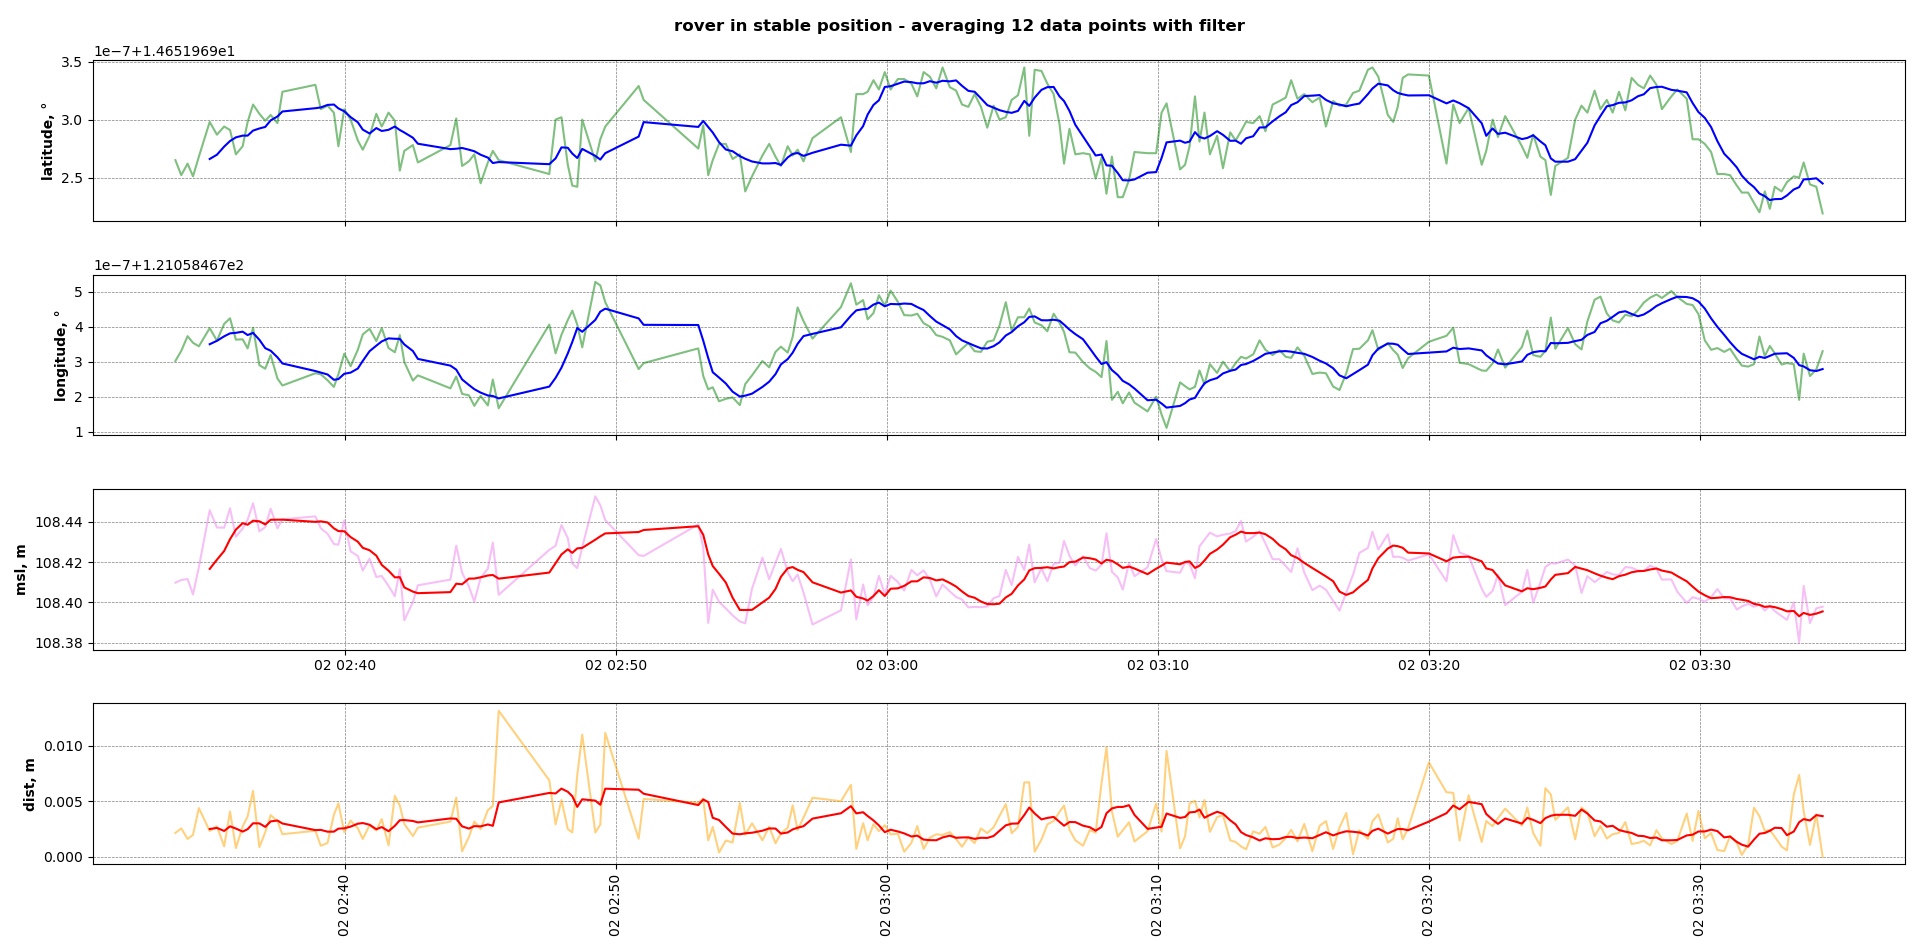 rover in stable position - averaging 12 data points with filter
1e−7+1.4651969e1
3.5
3.0
2.5
latitude, °
1e−7+1.21058467e2
5
4
3
2
1
longitude, °
108.44
108.42
108.40
108.38
msl, m
02 02:40 02 02:50 02 03:00 02 03:10 02 03:20 02 03:30
0.010
0.005
0.000
dist, m
02 02:40 02 02:50 02 03:00 02 03:10 02 03:20 02 03:30